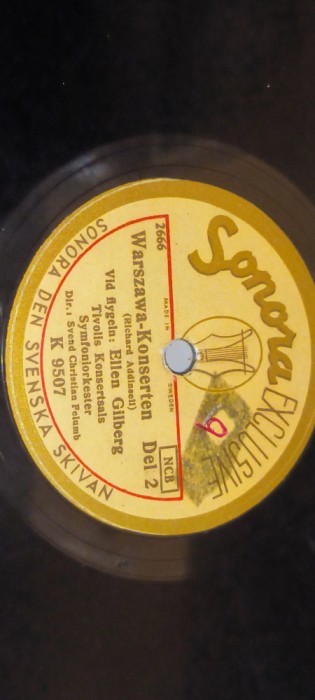 Sonora
EXCLUSIVE
9
MADE IN SWEDEN
2666
NCB
Warszawa-Konserten Del 2
(Richard Addinsell)
Vid flygeln: Ellen Gilberg
Tivolis Konsertsals
Symfoniorkester
Dir.: Svend Christian Felumb
K 9507
SONORA DEN SVENSKA SKIVAN